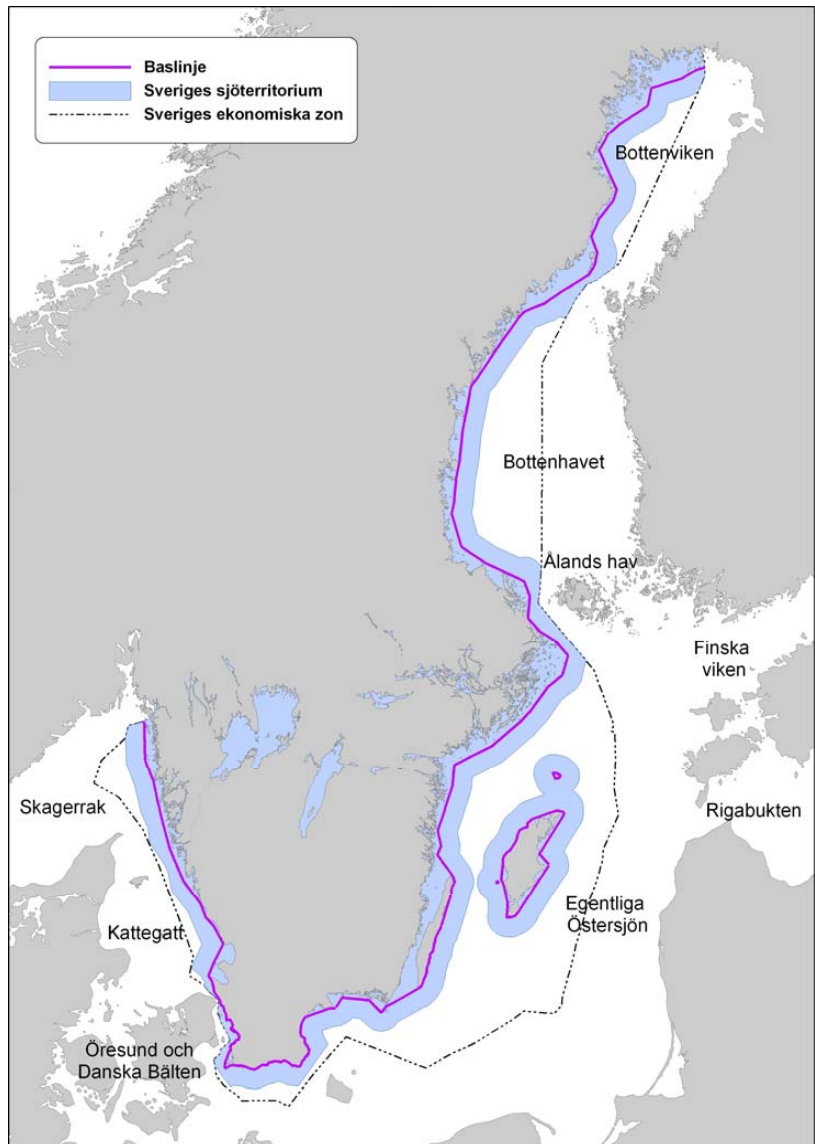 Baslinje
Sveriges sjöterritorium
Sveriges ekonomiska zon
Bottenviken
Bottenhavet
Ålands hav
Finska
viken
Skagerrak
Rigabukten
Egentliga
Östersjön
Kattegatt
Öresund och
Danska Bälten